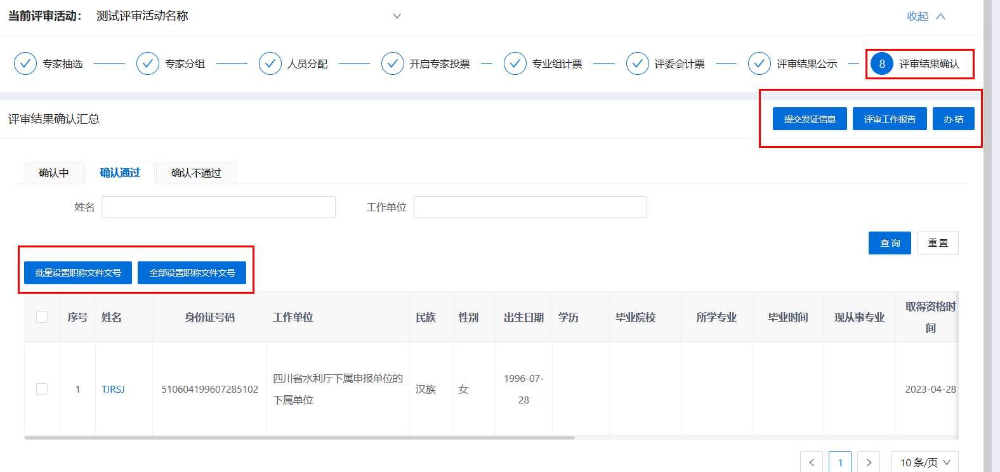 当前评审活动： 测试评审活动名称 收起
专家抽选 专家分组 人员分配 开启专家投票 专业组计票 评委会计票 评审结果公示 8 评审结果确认
评审结果确认汇总 提交发证信息 评审工作报告 办结
确认中 确认通过 确认不通过
姓名 工作单位
查询 重置
批量设置职称文件文号 全部设置职称文件文号
序号 姓名 身份证号码 工作单位 民族 性别 出生日期 学历 毕业院校 所学专业 毕业时间 现从事专业 取得资格时
间
1 TJRSJ 510604199607285102 四川省水利厅下属申报单位的 汉族 女 1996-07- 2023-04-28
下属单位 28
1 10 条/页